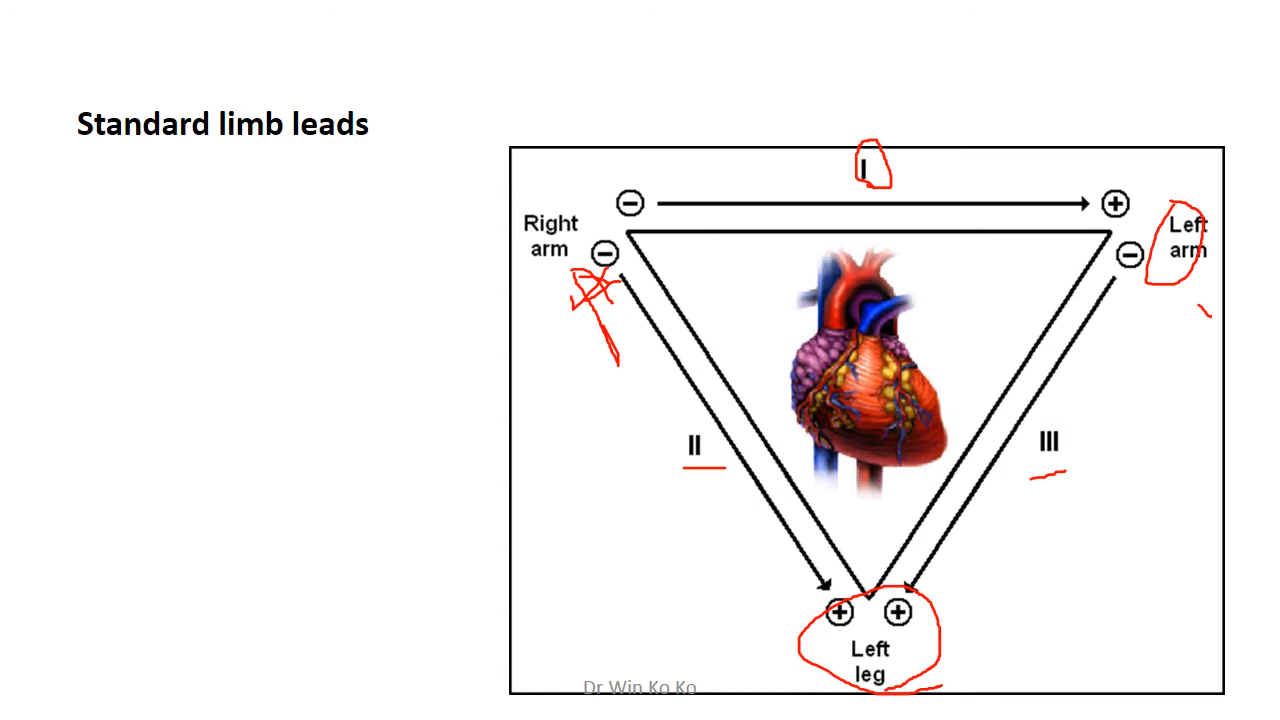 Standard limb leads
I
Right
arm
Left
arm
II
III
Left
leg
Dr Win Ko Ko